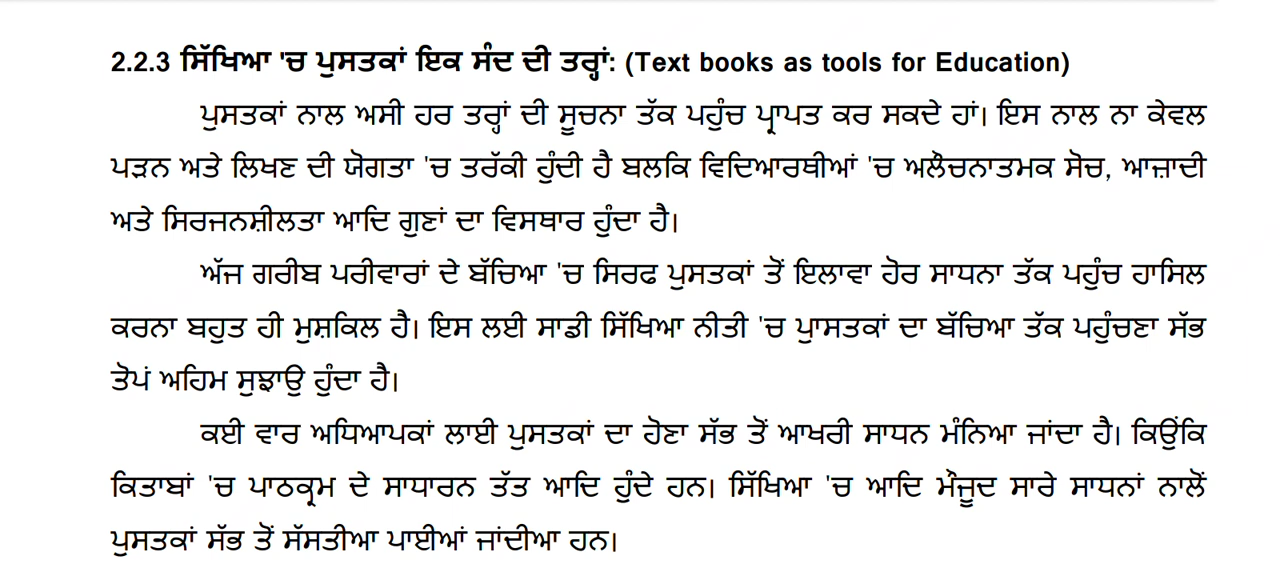 2.2.3 ਸਿੱਖਿਆ 'ਚ ਪੁਸਤਕਾਂ ਇਕ ਸੰਦ ਦੀ ਤਰ੍ਹਾਂ: (Text books as tools for Education)
ਪੁਸਤਕਾਂ ਨਾਲ ਅਸੀ ਹਰ ਤਰ੍ਹਾਂ ਦੀ ਸੂਚਨਾ ਤੱਕ ਪਹੁੰਚ ਪ੍ਰਾਪਤ ਕਰ ਸਕਦੇ ਹਾਂ। ਇਸ ਨਾਲ ਨਾ ਕੇਵਲ
ਪੜਨ ਅਤੇ ਲਿਖਣ ਦੀ ਯੋਗਤਾ 'ਚ ਤਰੱਕੀ ਹੁੰਦੀ ਹੈ ਬਲਕਿ ਵਿਦਿਆਰਥੀਆਂ 'ਚ ਅਲੋਚਨਾਤਮਕ ਸੋਚ, ਆਜ਼ਾਦੀ
ਅਤੇ ਸਿਰਜਨਸ਼ੀਲਤਾ ਆਦਿ ਗੁਣਾਂ ਦਾ ਵਿਸਥਾਰ ਹੁੰਦਾ ਹੈ।
ਅੱਜ ਗਰੀਬ ਪਰੀਵਾਰਾਂ ਦੇ ਬੱਚਿਆ 'ਚ ਸਿਰਫ ਪੁਸਤਕਾਂ ਤੋਂ ਇਲਾਵਾ ਹੋਰ ਸਾਧਨਾ ਤੱਕ ਪਹੁੰਚ ਹਾਸਿਲ
ਕਰਨਾ ਬਹੁਤ ਹੀ ਮੁਸ਼ਕਿਲ ਹੈ। ਇਸ ਲਈ ਸਾਡੀ ਸਿੱਖਿਆ ਨੀਤੀ 'ਚ ਪੁਾਸਤਕਾਂ ਦਾ ਬੱਚਿਆ ਤੱਕ ਪਹੁੰਚਣਾ ਸੱਭ
ਤੋਪਂ ਅਹਿਮ ਸੁਝਾਉ ਹੁੰਦਾ ਹੈ।
ਕਈ ਵਾਰ ਅਧਿਆਪਕਾਂ ਲਾਈ ਪੁਸਤਕਾਂ ਦਾ ਹੋਣਾ ਸੱਭ ਤੋਂ ਆਖਰੀ ਸਾਧਨ ਮੰਨਿਆ ਜਾਂਦਾ ਹੈ। ਕਿਉਂਕਿ
ਕਿਤਾਬਾਂ 'ਚ ਪਾਠਕ੍ਰਮ ਦੇ ਸਾਧਾਰਨ ਤੱਤ ਆਦਿ ਹੁੰਦੇ ਹਨ। ਸਿੱਖਿਆ 'ਚ ਆਦਿ ਮੌਜੂਦ ਸਾਰੇ ਸਾਧਨਾਂ ਨਾਲੋਂ
ਪੁਸਤਕਾਂ ਸੱਭ ਤੋਂ ਸੱਸਤੀਆ ਪਾਈਆਂ ਜਾਂਦੀਆ ਹਨ।